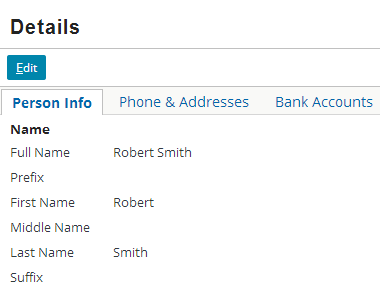 Details
Edit
Person Info Phone & Addresses Bank Accounts
Name
Full Name Robert Smith
Prefix
First Name Robert
Middle Name
Last Name Smith
Suffix